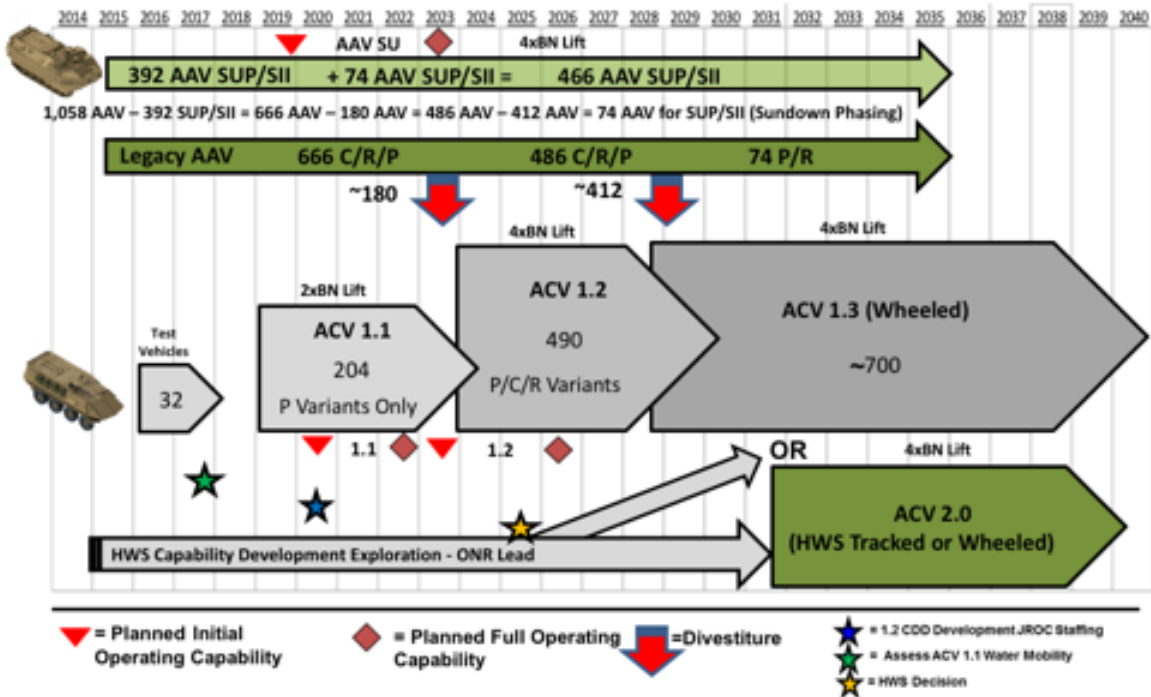 2014 2015 2016 2017 2018 2019 2020 2021 2022 2023 2024 2025 2026 2027 2028 2029 2030 2031 2032 2033 2034 2035 2036 2037 2038 2039 2040
AAV SU 4xBN Lift
392 AAV SUP/SII + 74 AAV SUP/SII = 466 AAV SUP/SII
1,058 AAV – 392 SUP/SII = 666 AAV – 180 AAV = 486 AAV – 412 AAV = 74 AAV for SUP/SII (Sundown Phasing)
Legacy AAV 666 C/R/P 486 C/R/P 74 P/R
~180 ~412
4xBN Lift 4xBN Lift
2xBN Lift
ACV 1.2
ACV 1.3 (Wheeled)
Test
Vehicles
ACV 1.1
490
32
204
P/C/R Variants
~700
P Variants Only
1.1 1.2
OR
4xBN Lift
ACV 2.0
(HWS Tracked or Wheeled)
HWS Capability Development Exploration - ONR Lead
= Planned Initial
Operating Capability
= Planned Full Operating
Capability
=Divestiture
= 1.2 CDD Development JROC Staffing
= Assess ACV 1.1 Water Mobility
= HWS Decision